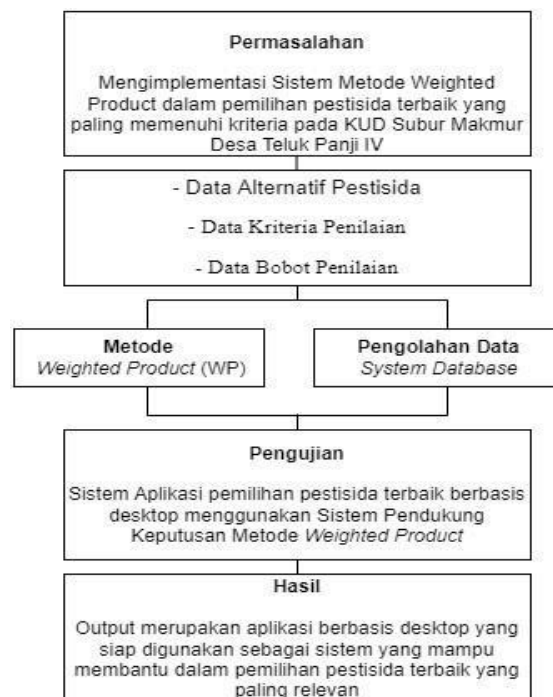 Permasalahan
Mengimplementasi Sistem Metode Weighted
Product dalam pemilihan pestisida terbaik yang
paling memenuhi kriteria pada KUD Subur Makmur
Desa Teluk Panji IV
- Data Alternatif Pestisida
- Data Kriteria Penilaian
- Data Bobot Penilaian
Metode
Weighted Product (WP)
Pengolahan Data
System Database
Pengujian
Sistem Aplikasi pemilihan pestisida terbaik berbasis
desktop menggunakan Sistem Pendukung
Keputusan Metode Weighted Product
Hasil
Output merupakan aplikasi berbasis desktop yang
siap digunakan sebagai sistem yang mampu
membantu dalam pemilihan pestisida terbaik yang
paling relevan